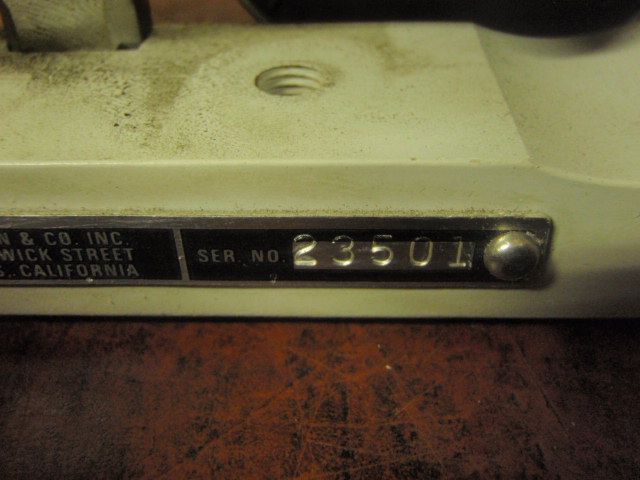 N & CO. INC.
WICK STREET
S, CALIFORNIA
SER. NO. 23501